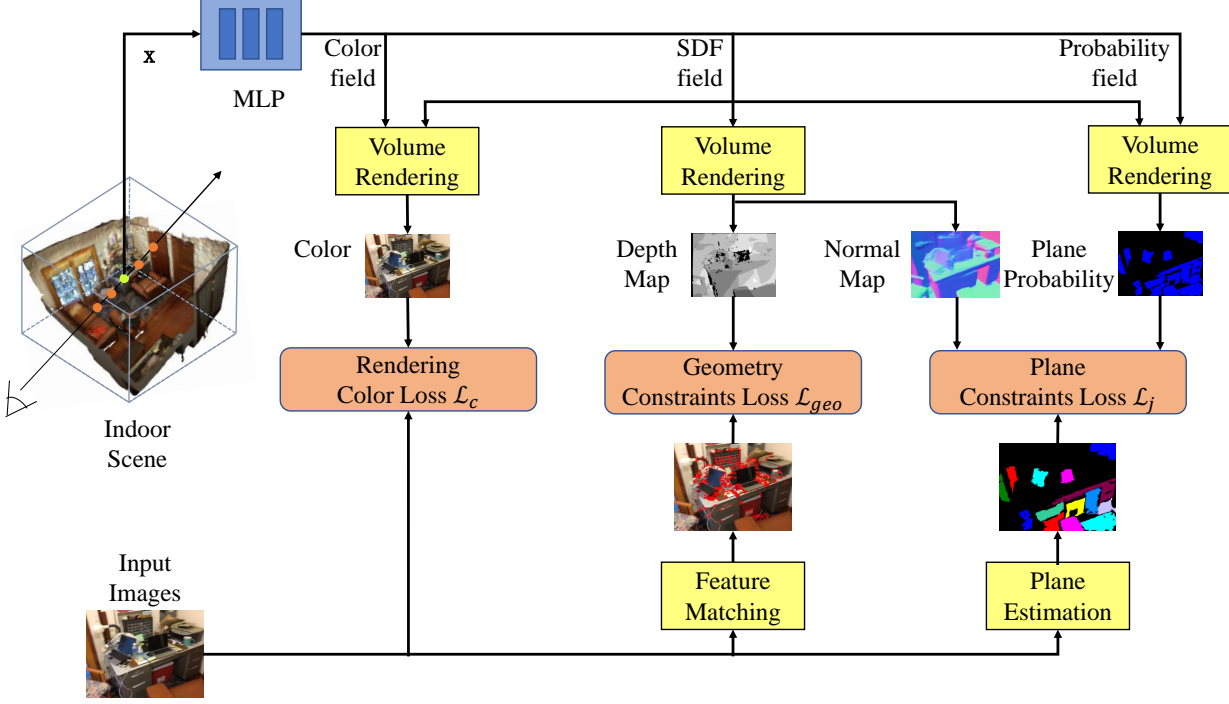 x
MLP
Color
field
SDF
field
Probability
field
Volume
Rendering
Volume
Rendering
Volume
Rendering
Color
Depth
Map
Normal
Map
Plane
Probability
Rendering
Color Loss ℒ_c
Geometry
Constraints Loss ℒ_geo
Plane
Constraints Loss ℒ_j
Indoor
Scene
Input
Images
Feature
Matching
Plane
Estimation